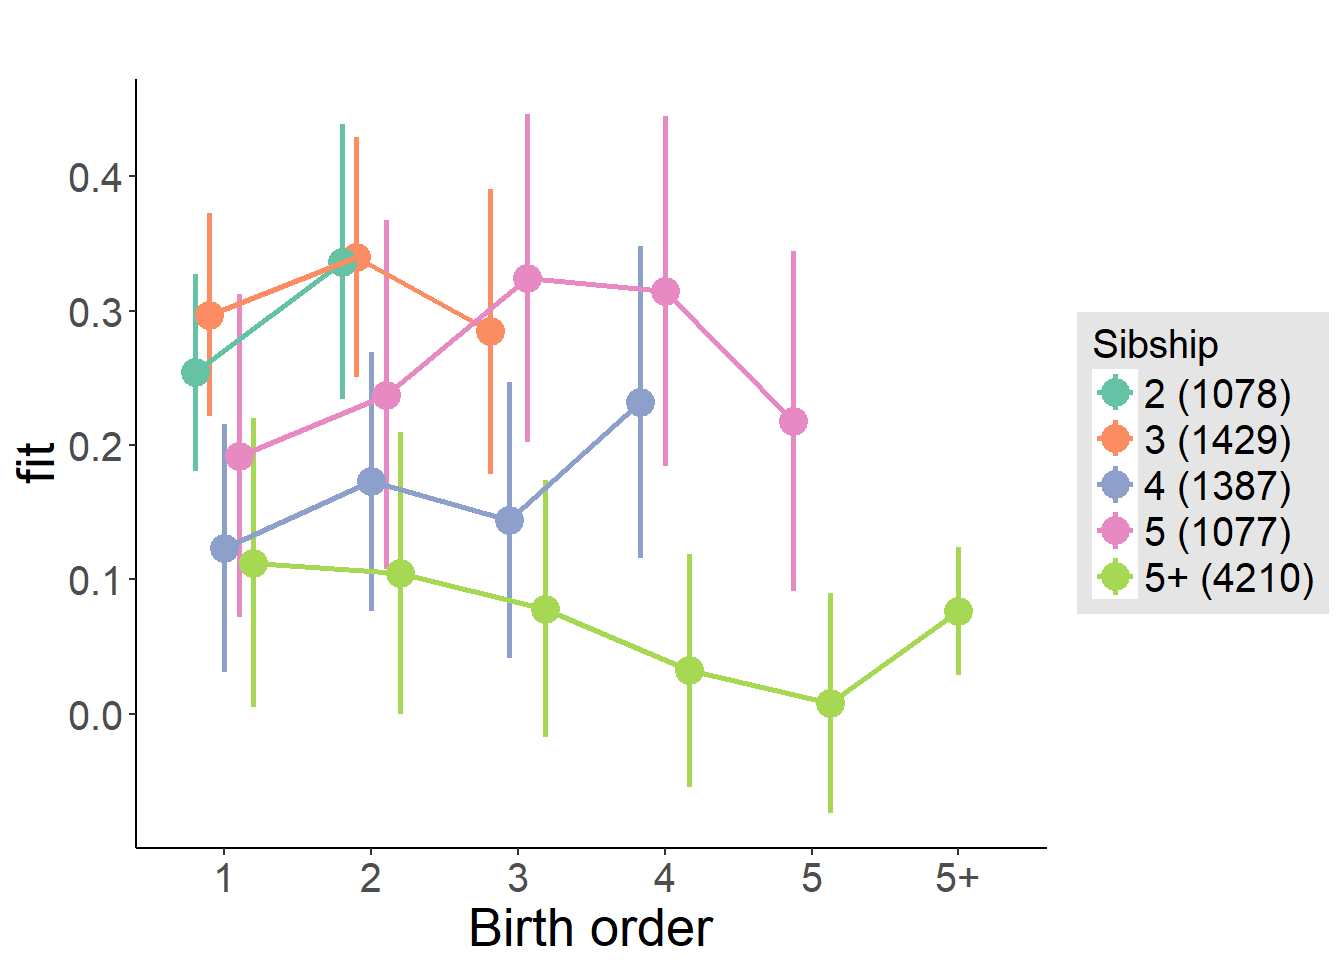 0.4
0.3
0.2
0.1
0.0
fit
1 2 3 4 5 5+
Birth order
Sibship
2 (1078)
3 (1429)
4 (1387)
5 (1077)
5+ (4210)